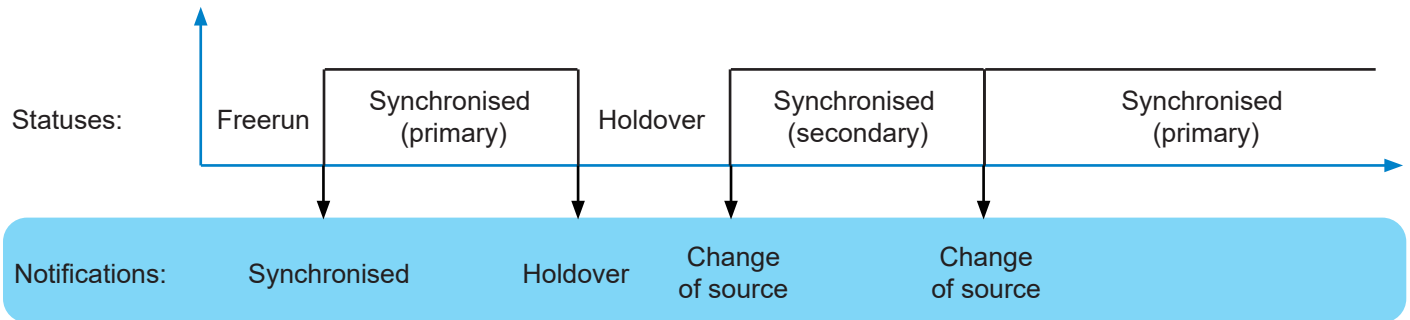 Statuses:
Freerun
Synchronised
(primary)
Holdover
Synchronised
(secondary)
Synchronised
(primary)
Notifications:
Synchronised
Holdover
Change
of source
Change
of source